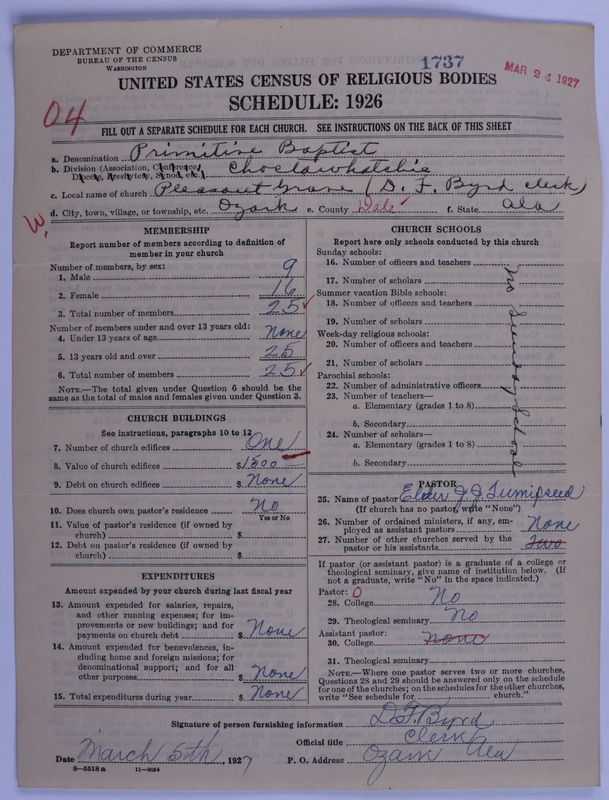 DEPARTMENT OF COMMERCE
BUREAU OF THE CENSUS
WASHINGTON
1737
MAR 24 1927
UNITED STATES CENSUS OF RELIGIOUS BODIES
SCHEDULE: 1926
04
FILL OUT A SEPARATE SCHEDULE FOR EACH CHURCH. SEE INSTRUCTIONS ON THE BACK OF THIS SHEET
a. Denomination Primitive Baptist
b. Division (Association, Conference, Diocese, Presbytery, Synod, etc.) Choctawhatchie
c. Local name of church Pleasant Grove (D. F. Byrd clerk)
d. City, town, village, or township, etc. Ozark e. County Dale f. State Ala
W.
MEMBERSHIP
Report number of members according to definition of
member in your church
Number of members, by sex:
1. Male 9
2. Female 16
3. Total number of members 25
Number of members under and over 13 years old:
4. Under 13 years of age None
5. 13 years old and over 25
6. Total number of members 25
NOTE.—The total given under Question 6 should be the
same as the total of males and females given under Question 3.
CHURCH BUILDINGS
See instructions, paragraphs 10 to 12
7. Number of church edifices One
8. Value of church edifices $1500
9. Debt on church edifices $ None
10. Does church own pastor's residence No
Yes or No
11. Value of pastor's residence (if owned by
church) $
12. Debt on pastor's residence (if owned by
church) $
EXPENDITURES
Amount expended by your church during last fiscal year
13. Amount expended for salaries, repairs,
and other running expenses; for im-
provements or new buildings; and for
payments on church debt $ None
14. Amount expended for benevolences, in-
cluding home and foreign missions; for
denominational support; and for all
other purposes $ None
15. Total expenditures during year $ None
CHURCH SCHOOLS
Report here only schools conducted by this church
Sunday schools:
16. Number of officers and teachers
17. Number of scholars
Summer vacation Bible schools:
18. Number of officers and teachers
19. Number of scholars
Week-day religious schools:
20. Number of officers and teachers
21. Number of scholars
Parochial schools:
22. Number of administrative officers
23. Number of teachers—
a. Elementary (grades 1 to 8)
b. Secondary
24. Number of scholars—
a. Elementary (grades 1 to 8)
b. Secondary
No Sunday School
PASTOR
25. Name of pastor Elder J. J. Turnipseed
(If church has no pastor, write "None")
26. Number of ordained ministers, if any, em-
ployed as assistant pastors None
27. Number of other churches served by the
pastor or his assistants Two
If pastor (or assistant pastor) is a graduate of a college or
theological seminary, give name of institution below. (If
not a graduate, write "No" in the space indicated.)
Pastor: 0
28. College No
29. Theological seminary No
Assistant pastor:
30. College None
31. Theological seminary
NOTE.—Where one pastor serves two or more churches,
Questions 28 and 29 should be answered only on the schedule
for one of the churches; on the schedules for the other churches,
write "See schedule for church."
Signature of person furnishing information D. F. Byrd
Official title Clerk
Date March 5th, 1927 P. O. Address Ozark Ala
8—5518a 11—9064